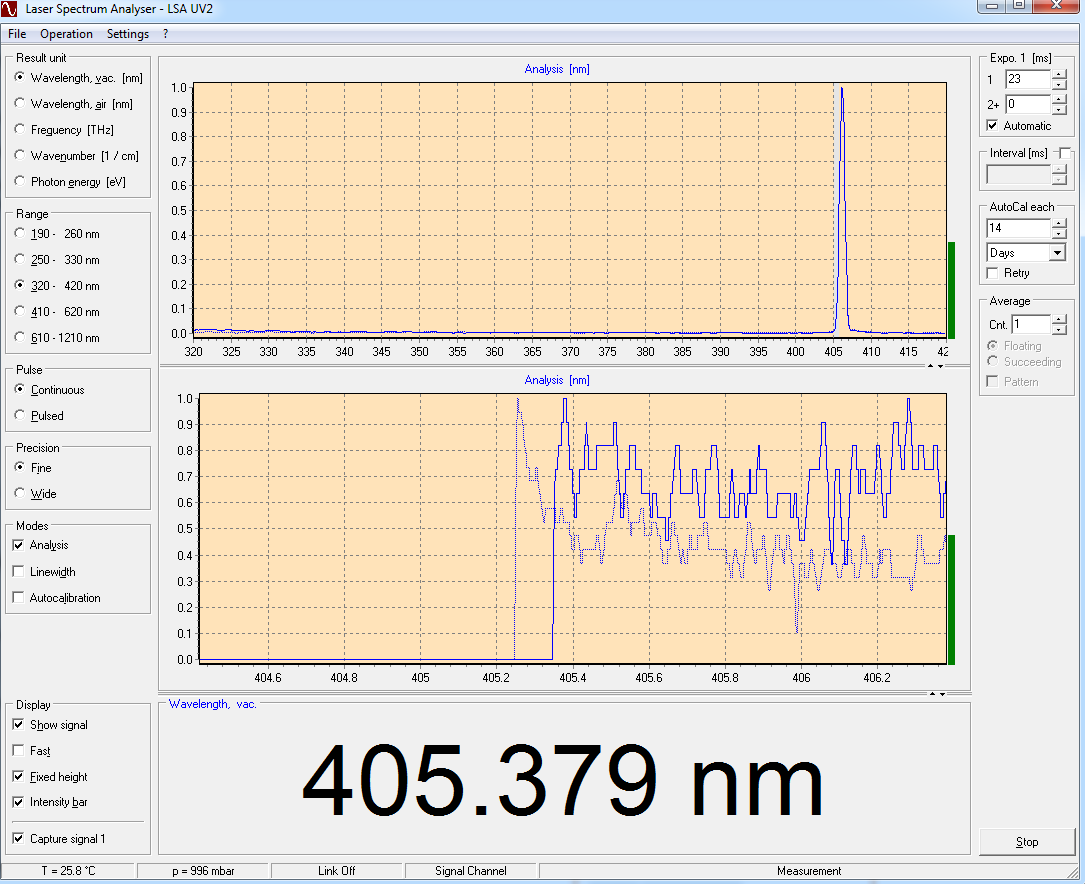 Laser Spectrum Analyser - LSA UV2
File Operation Settings ?
Result unit
Wavelength, vac. [nm]
Wavelength, air [nm]
Frequency [THz]
Wavenumber [1 / cm]
Photon energy [eV]
Range
190 - 260 nm
250 - 330 nm
320 - 420 nm
410 - 620 nm
610 - 1210 nm
Pulse
Continuous
Pulsed
Precision
Fine
Wide
Modes
Analysis
Linewidth
Autocalibration
Display
Show signal
Fast
Fixed height
Intensity bar
Capture signal 1
Analysis [nm]
1.0
0.9
0.8
0.7
0.6
0.5
0.4
0.3
0.2
0.1
0.0
320 325 330 335 340 345 350 355 360 365 370 375 380 385 390 395 400 405 410 415 42
Analysis [nm]
1.0
0.9
0.8
0.7
0.6
0.5
0.4
0.3
0.2
0.1
0.0
404.6 404.8 405 405.2 405.4 405.6 405.8 406 406.2
Wavelength, vac.
405.379 nm
Expo. 1 [ms]
1 23
2+ 0
Automatic
Interval [ms]
AutoCal each
14
Days
Retry
Average
Cnt. 1
Floating
Succeeding
Pattern
Stop
T = 25.8 °C p = 996 mbar Link Off Signal Channel Measurement